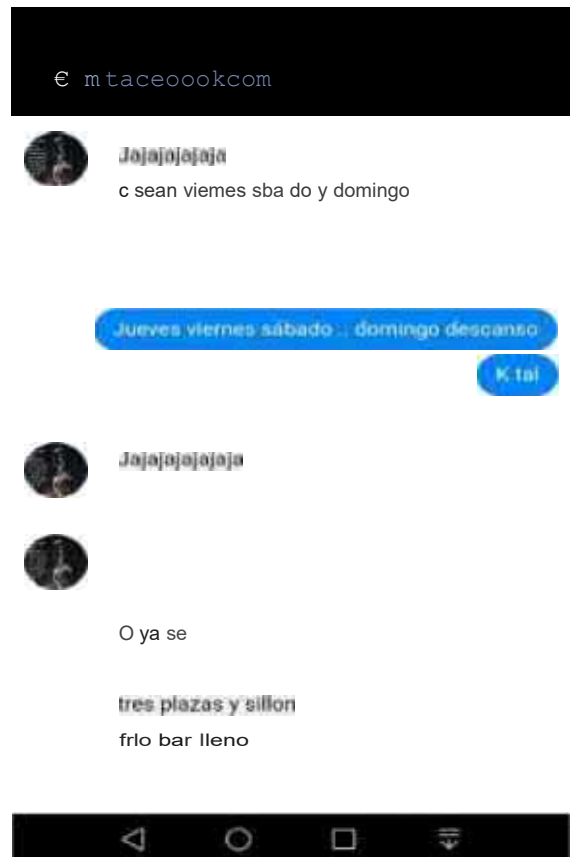 € mtaceoookcom
Jajajajajaja
c sean viemes sba do y domingo
Jueves viernes sábado .. domingo descanso
K tal
Jajajajajajaja
O ya se
tres plazas y sillon
frlo bar lleno